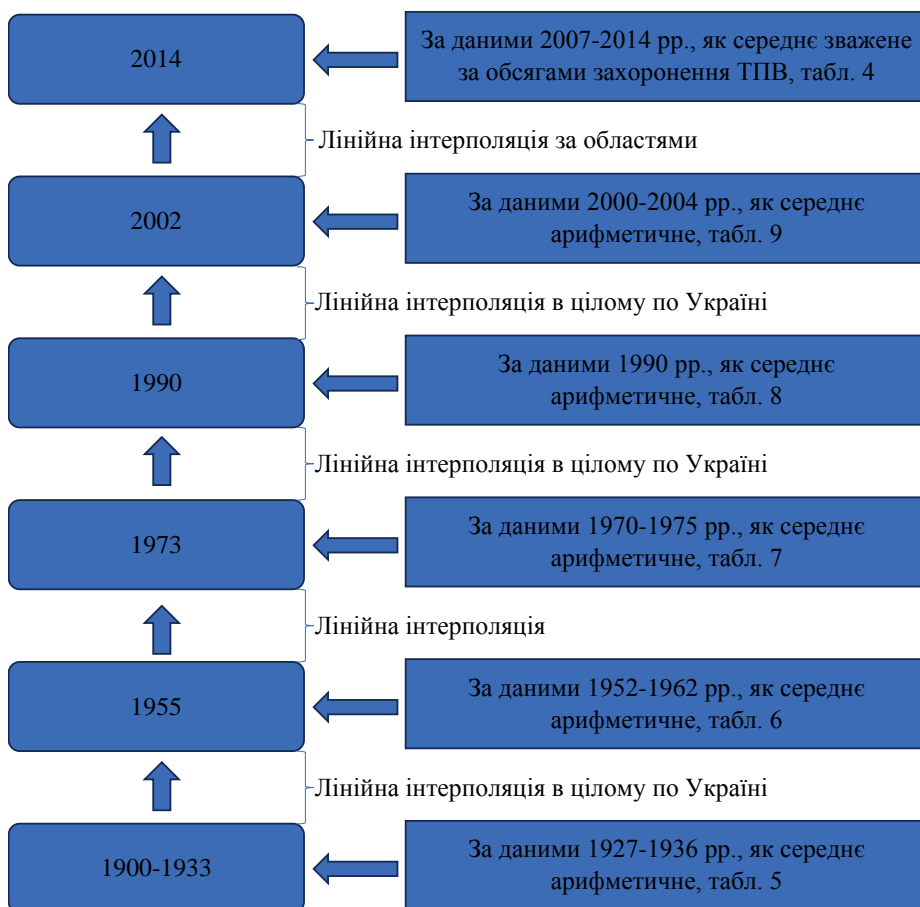 2014
За даними 2007-2014 рр., як середнє зважене
за обсягами захоронення ТПВ, табл. 4
Лінійна інтерполяція за областями
2002
За даними 2000-2004 рр., як середнє
арифметичне, табл. 9
Лінійна інтерполяція в цілому по Україні
1990
За даними 1990 рр., як середнє
арифметичне, табл. 8
Лінійна інтерполяція в цілому по Україні
1973
За даними 1970-1975 рр., як середнє
арифметичне, табл. 7
Лінійна інтерполяція
1955
За даними 1952-1962 рр., як середнє
арифметичне, табл. 6
Лінійна інтерполяція в цілому по Україні
1900-1933
За даними 1927-1936 рр., як середнє
арифметичне, табл. 5